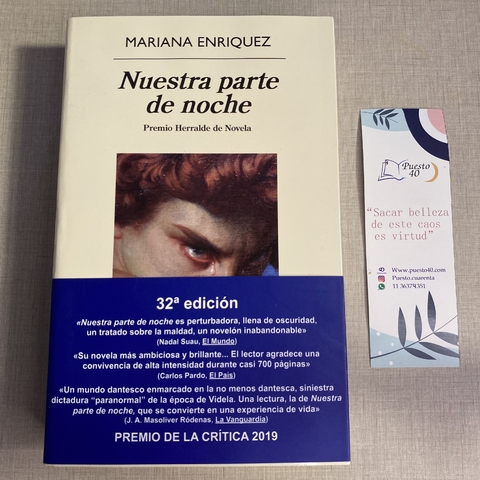 MARIANA ENRIQUEZ
Nuestra parte
de noche
Premio Herralde de Novela
32ª edición
«Nuestra parte de noche es perturbadora, llena de oscuridad,
un tratado sobre la maldad, un novelón inabandonable»
(Nadal Suau, El Mundo)
«Su novela más ambiciosa y brillante... El lector agradece una
convivencia de alta intensidad durante casi 700 páginas»
(Carlos Pardo, El País)
«Un mundo dantesco enmarcado en la no menos dantesca, siniestra
dictadura “paranormal” de la época de Videla. Una lectura, la de Nuestra
parte de noche, que se convierte en una experiencia de vida»
(J. A. Masoliver Ródenas, La Vanguardia)
PREMIO DE LA CRÍTICA 2019
Puesto
40
“Sacar belleza
de este caos
es virtud”
Www.puesto40.com
Puesto.cuarenta
11 36374351